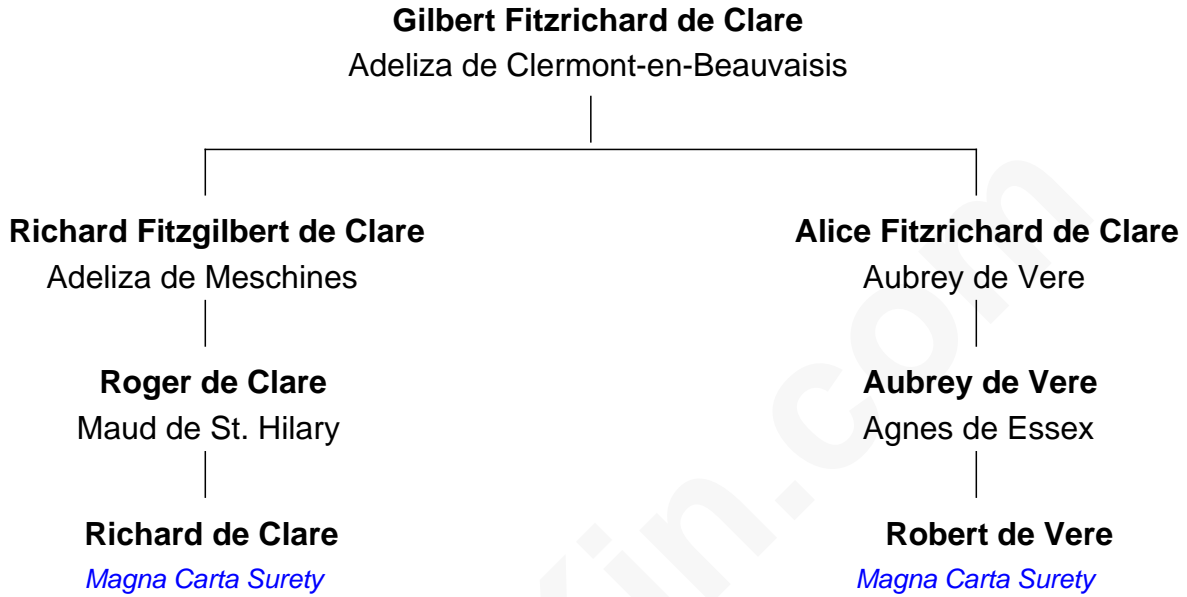 Gilbert Fitzrichard de Clare
Adeliza de Clermont-en-Beauvaisis
Richard Fitzgilbert de Clare
Adeliza de Meschines
Alice Fitzrichard de Clare
Aubrey de Vere
Roger de Clare
Maud de St. Hilary
Aubrey de Vere
Agnes de Essex
Richard de Clare
Magna Carta Surety
Robert de Vere
Magna Carta Surety